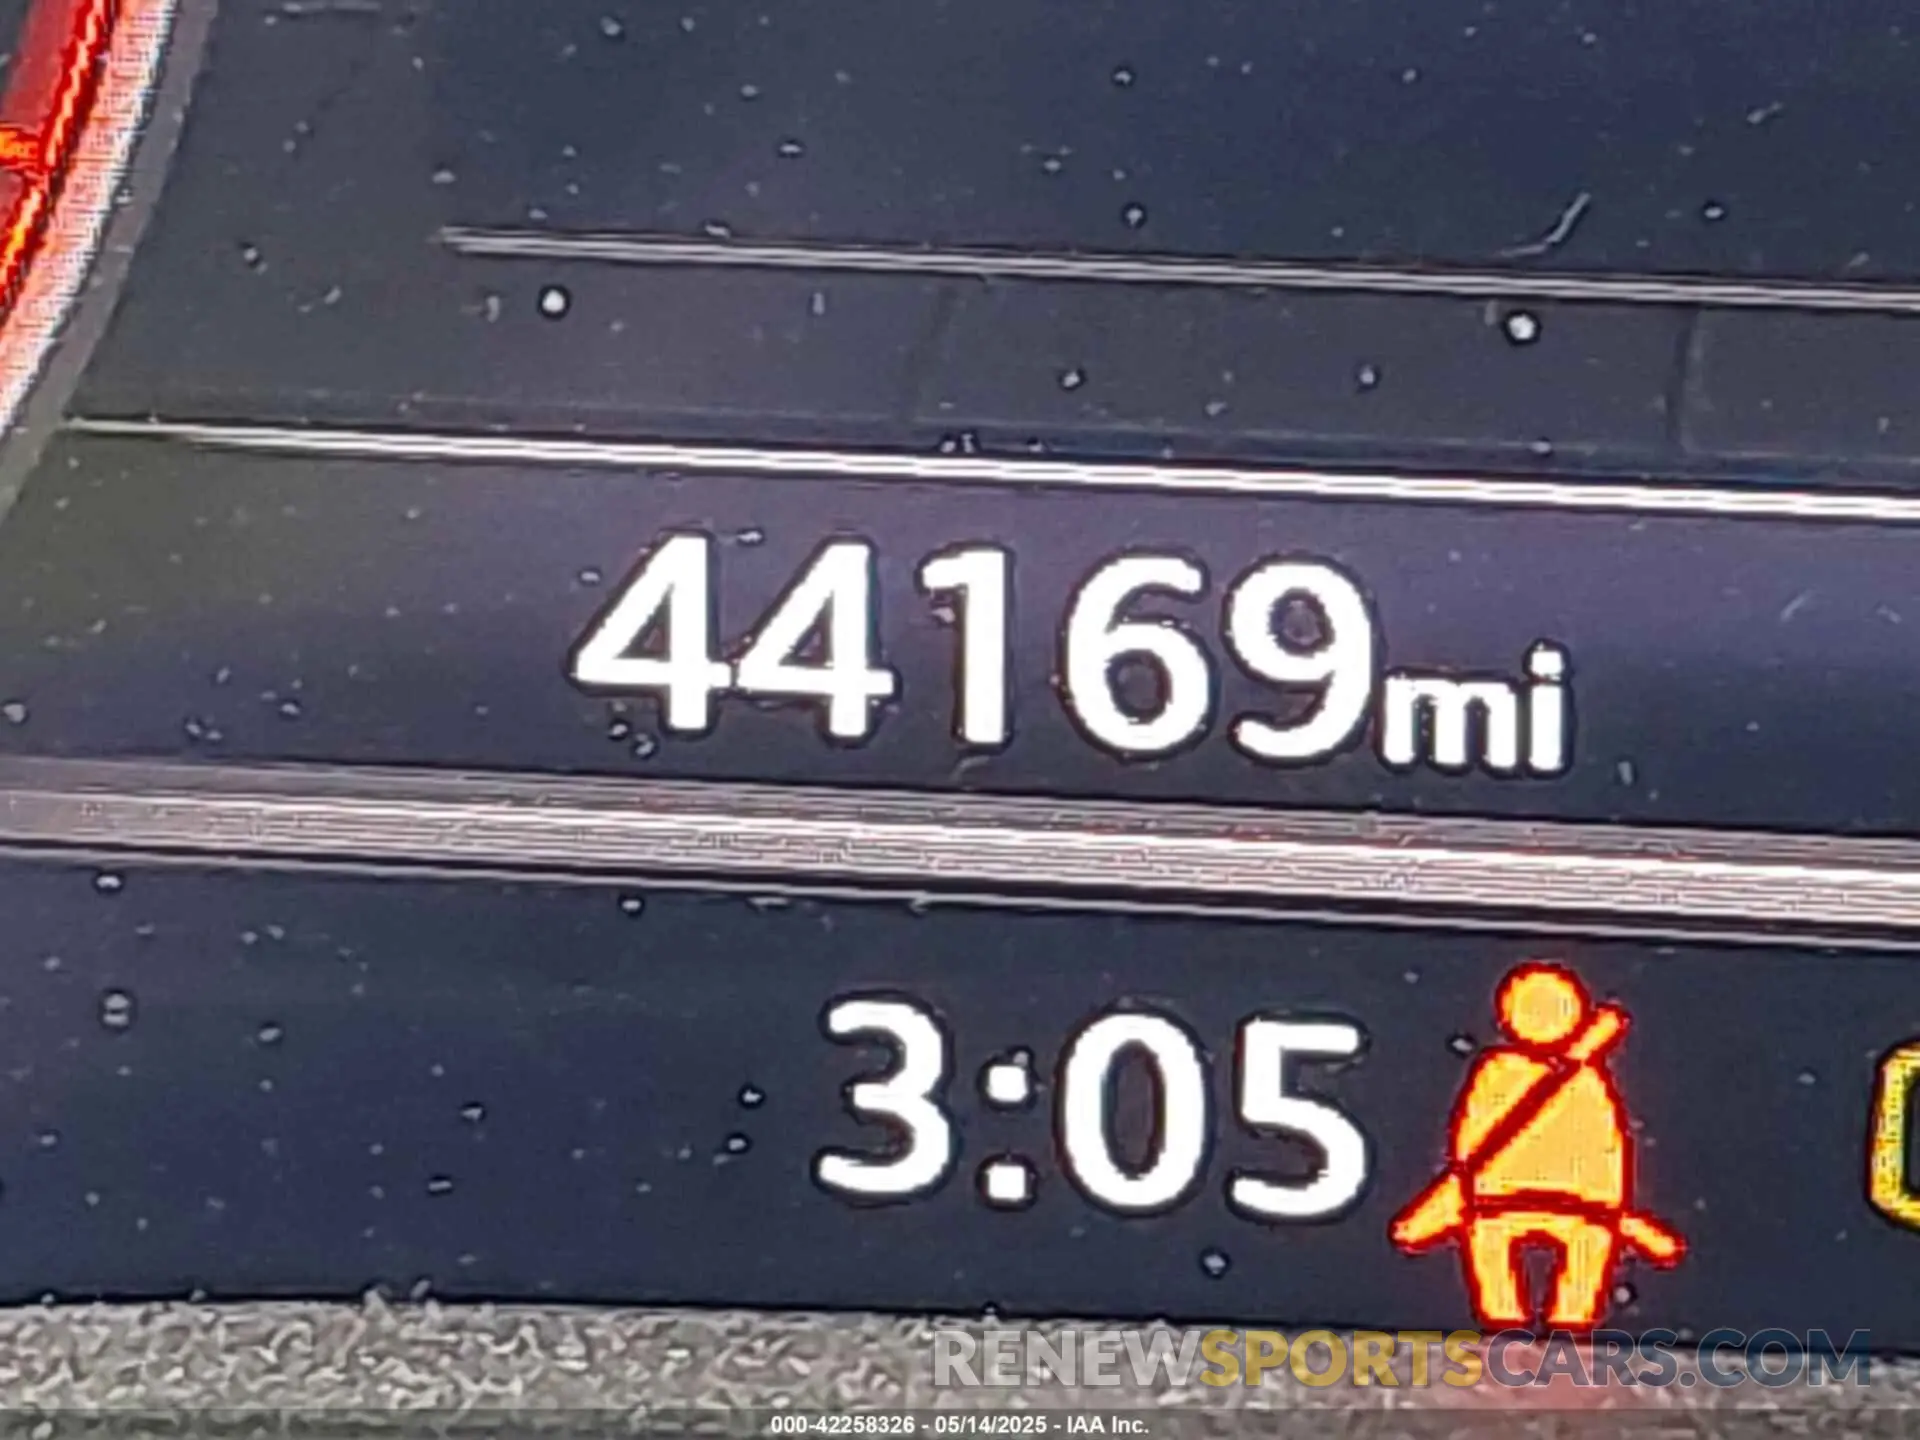 44169mi
3:05
RENEWSPORTSCARS.COM
000-42258326 - 05/14/2025 - IAA Inc.